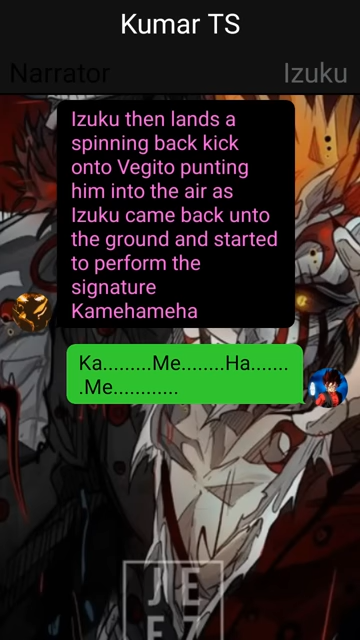 Kumar TS
Narrator
Izuku
Izuku then lands a
spinning back kick
onto Vegito punting
him into the air as
Izuku came back unto
the ground and started
to perform the
signature
Kamehameha
Ka.........Me........Ha.......
.Me............